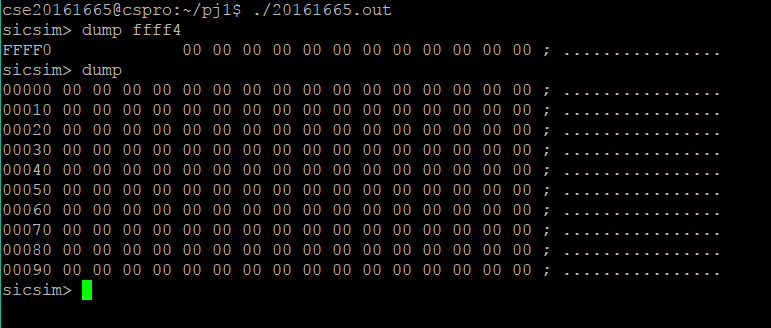 cse20161665@cspro:~/pj1$ ./20161665.out
sicsim> dump ffff4
FFFF0             00 00 00 00 00 00 00 00 00 00 00 00 ; ................
sicsim> dump
00000 00 00 00 00 00 00 00 00 00 00 00 00 00 00 00 00 ; ................
00010 00 00 00 00 00 00 00 00 00 00 00 00 00 00 00 00 ; ................
00020 00 00 00 00 00 00 00 00 00 00 00 00 00 00 00 00 ; ................
00030 00 00 00 00 00 00 00 00 00 00 00 00 00 00 00 00 ; ................
00040 00 00 00 00 00 00 00 00 00 00 00 00 00 00 00 00 ; ................
00050 00 00 00 00 00 00 00 00 00 00 00 00 00 00 00 00 ; ................
00060 00 00 00 00 00 00 00 00 00 00 00 00 00 00 00 00 ; ................
00070 00 00 00 00 00 00 00 00 00 00 00 00 00 00 00 00 ; ................
00080 00 00 00 00 00 00 00 00 00 00 00 00 00 00 00 00 ; ................
00090 00 00 00 00 00 00 00 00 00 00 00 00 00 00 00 00 ; ................
sicsim>